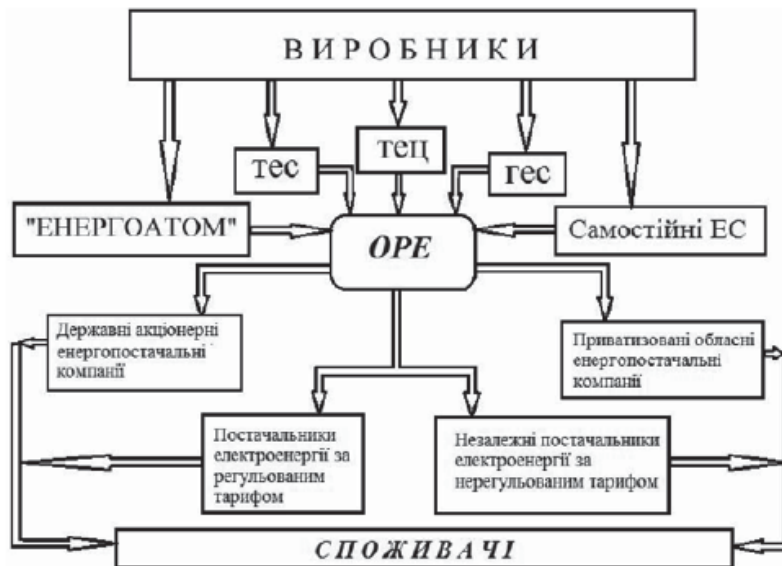 ВИРОБНИКИ
тес
тец
гес
"ЕНЕРГОАТОМ"
ОРЕ
Самостійні ЕС
Державні акціонерні
енергопостачальні
компанії
Приватизовані обласні
енергопостачальні
компанії
Постачальники
електроенергії за
регульованим
тарифом
Незалежні постачальники
електроенергії за
нерегульованим тарифом
СПОЖИВАЧІ